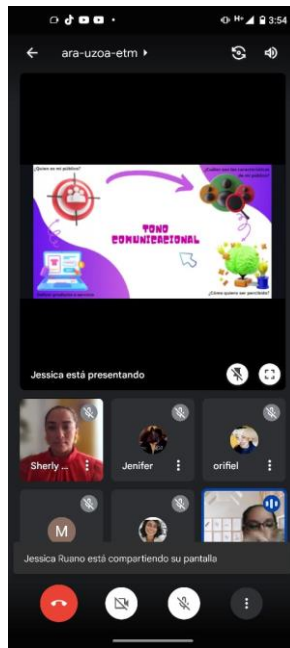 3:54
ara-uzoa-etm
¿Quien es mi público?
¿Cuáles son las características
de mi público?
TONO
COMUNICACIONAL
¿Cómo quiero ser percibido?
Jessica está presentando
Sherly ...
Jenifer
orifiel
M
Jessica Ruano está compartiendo su pantalla